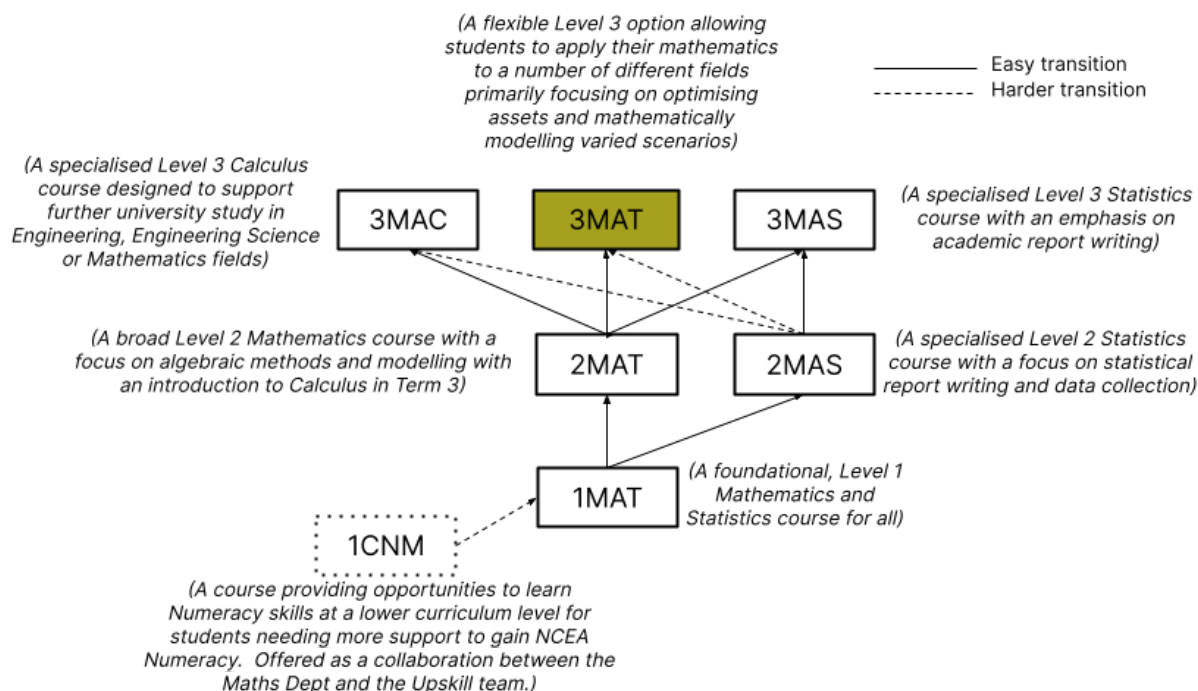 (A flexible Level 3 option allowing
students to apply their mathematics
to a number of different fields
primarily focusing on optimising
assets and mathematically
modelling varied scenarios)
Easy transition
Harder transition
(A specialised Level 3 Calculus
course designed to support
further university study in
Engineering, Engineering Science
or Mathematics fields)
3MAC
3MAT
3MAS
(A specialised Level 3 Statistics
course with an emphasis on
academic report writing)
(A broad Level 2 Mathematics course with a
focus on algebraic methods and modelling with
an introduction to Calculus in Term 3)
2MAT
2MAS
(A specialised Level 2 Statistics
course with a focus on statistical
report writing and data collection)
1MAT
(A foundational, Level 1
Mathematics and
Statistics course for all)
1CNM
(A course providing opportunities to learn
Numeracy skills at a lower curriculum level for
students needing more support to gain NCEA
Numeracy. Offered as a collaboration between the
Maths Dept and the Upskill team.)